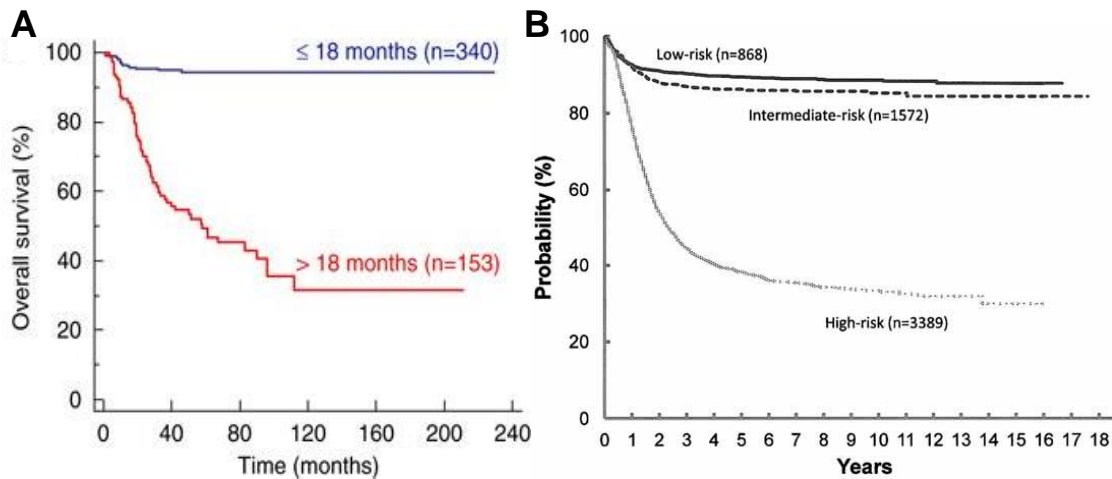 A
100
80
60
40
20
0
Overall survival (%)
≤ 18 months (n=340)
> 18 months (n=153)
0 40 80 120 160 200 240
Time (months)
B
100
80
60
40
20
0
Probability (%)
Low-risk (n=868)
Intermediate-risk (n=1572)
High-risk (n=3389)
0 1 2 3 4 5 6 7 8 9 10 11 12 13 14 15 16 17 18
Years